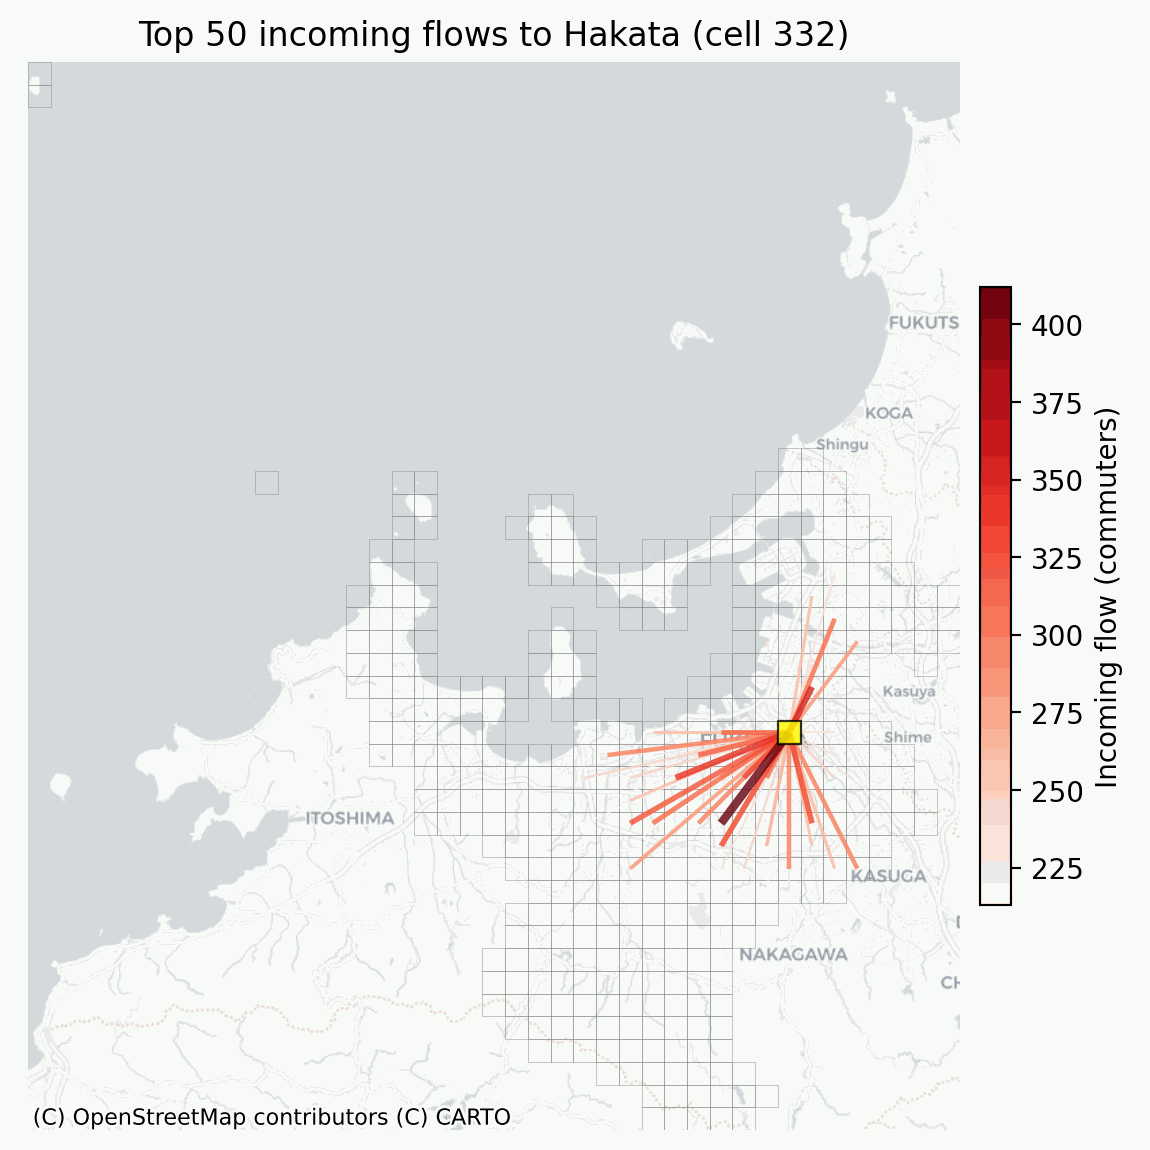 Top 50 incoming flows to Hakata (cell 332)
FUKUTS
KOGA
Shingu
Kasuya
Shime
ITOSHIMA
KASUGA
NAKAGAWA
CH
400
375
350
325
300
275
250
225
Incoming flow (commuters)
(C) OpenStreetMap contributors (C) CARTO